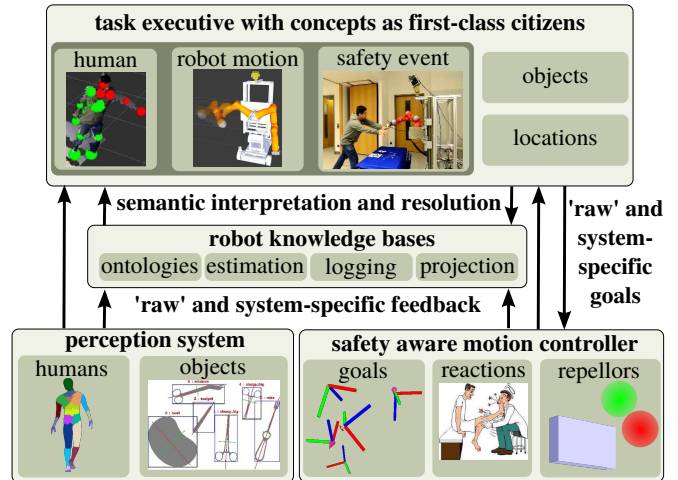 task executive with concepts as first-class citizens
human
robot motion
safety event
objects
locations
semantic interpretation and resolution
'raw' and
system-
specific
goals
robot knowledge bases
ontologies
estimation
logging
projection
'raw' and system-specific feedback
perception system
safety aware motion controller
humans
objects
goals
reactions
repellors